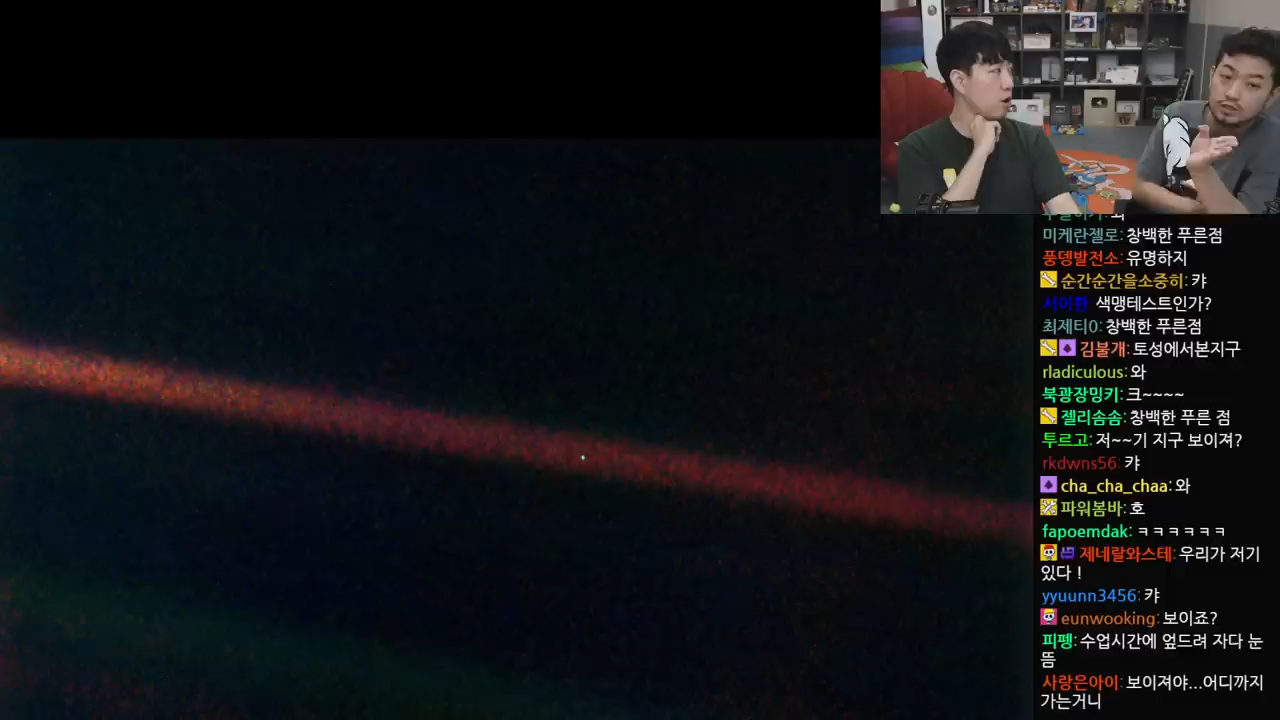 미케란젤로: 창백한 푸른점
풍뎅발전소: 유명하지
순간순간을소중히: 캬
서이한 색맹테스트인가?
최제티0: 창백한 푸른점
김불개: 토성에서본지구
rladiculous: 와
북광장밍키: 크~~~~
젤리송송: 창백한 푸른 점
투르고: 저~~기 지구 보이져?
rkdwns56: 캬
cha_cha_chaa: 와
파워봄바: 호
fapoemdak: ㅋㅋㅋㅋㅋㅋ
제네랄와스테: 우리가 저기
있다 !
yyuunn3456: 캬
eunwooking: 보이죠?
피펭: 수업시간에 엎드려 자다 눈
뜸
사랑은아이: 보이져야...어디까지
가는거니